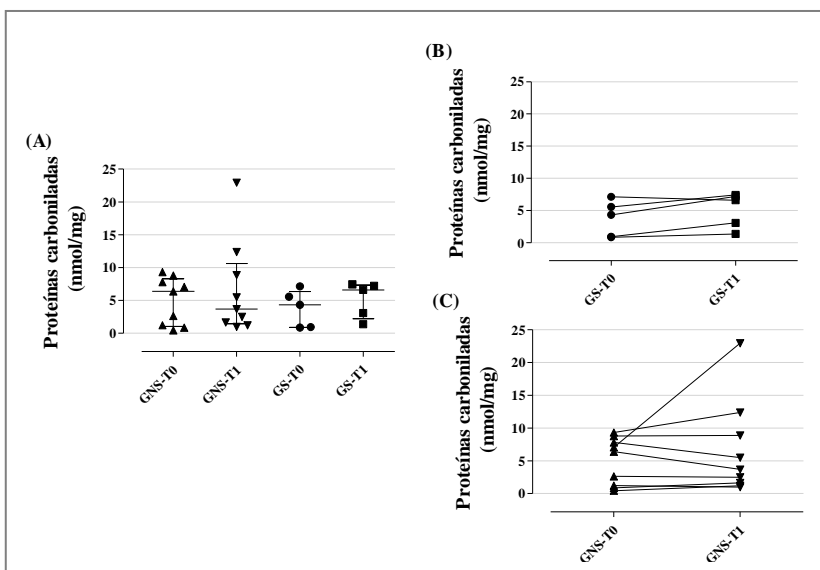 (A)
Proteínas carboniladas
(nmol/mg)
25
20
15
10
5
0
GNS-T0
GNS-T1
GS-T0
GS-T1
(B)
Proteínas carboniladas
(nmol/mg)
25
20
15
10
5
0
GS-T0
GS-T1
(C)
Proteínas carboniladas
(nmol/mg)
25
20
15
10
5
0
GNS-T0
GNS-T1